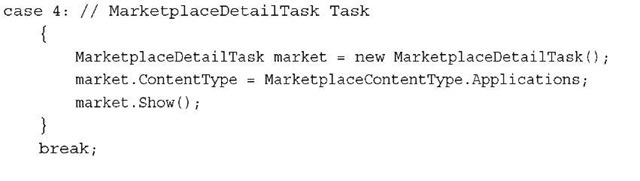 case 4: // MarketplaceDetailTask Task
{
MarketplaceDetailTask market = new MarketplaceDetailTask();
market.ContentType = MarketplaceContentType.Applications;
market.Show();
}
break;